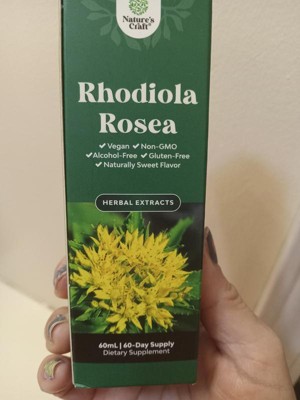 Nature's
Craft®
Rhodiola
Rosea
✓ Vegan ✓ Non-GMO
✓ Alcohol-Free ✓ Gluten-Free
✓ Naturally Sweet Flavor
HERBAL EXTRACTS
60mL | 60-Day Supply
Dietary Supplement